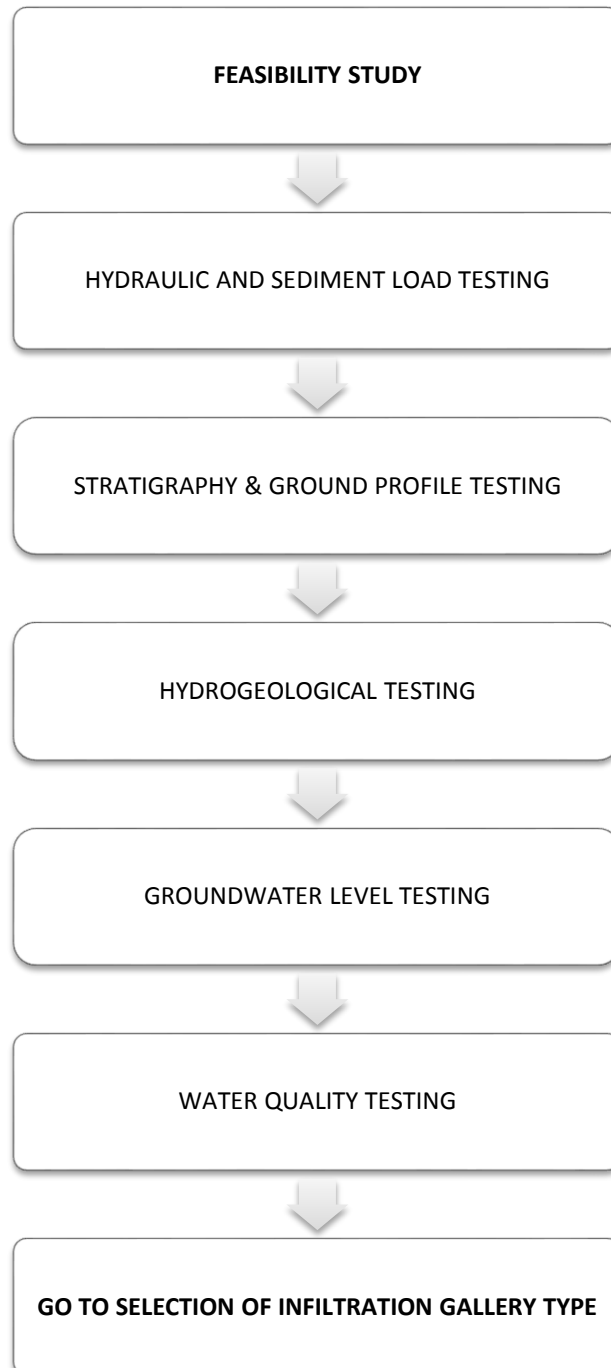 FEASIBILITY STUDY
HYDRAULIC AND SEDIMENT LOAD TESTING
STRATIGRAPHY & GROUND PROFILE TESTING
HYDROGEOLOGICAL TESTING
GROUNDWATER LEVEL TESTING
WATER QUALITY TESTING
GO TO SELECTION OF INFILTRATION GALLERY TYPE